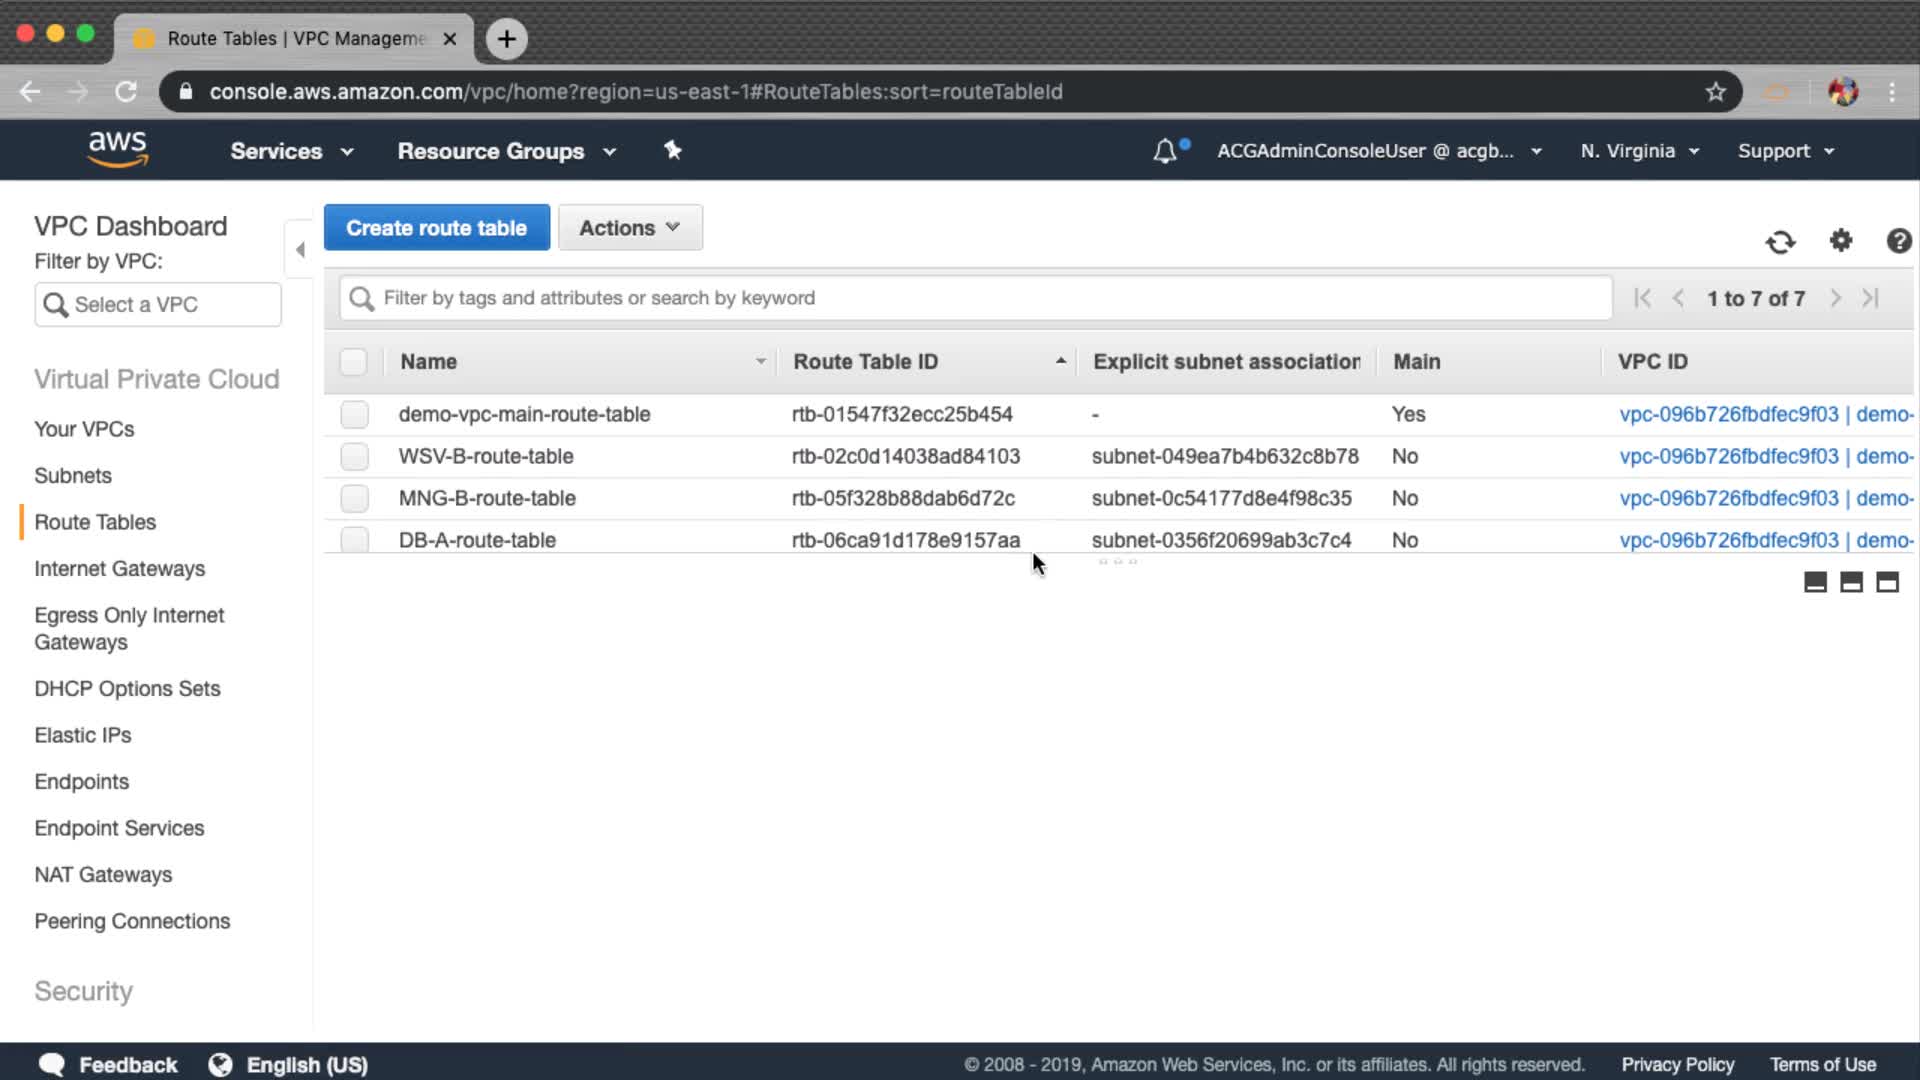 Route Tables | VPC Manageme
console.aws.amazon.com/vpc/home?region=us-east-1#RouteTables:sort=routeTableId
aws
Services
Resource Groups
ACGAdminConsoleUser @ acgb...
N. Virginia
Support
VPC Dashboard
Filter by VPC:
Select a VPC
Virtual Private Cloud
Your VPCs
Subnets
Route Tables
Internet Gateways
Egress Only Internet
Gateways
DHCP Options Sets
Elastic IPs
Endpoints
Endpoint Services
NAT Gateways
Peering Connections
Security
Create route table
Actions
Filter by tags and attributes or search by keyword
1 to 7 of 7
Name Route Table ID Explicit subnet association Main VPC ID
demo-vpc-main-route-table rtb-01547f32ecc25b454 - Yes vpc-096b726fbdfec9f03 | demo-
WSV-B-route-table rtb-02c0d14038ad84103 subnet-049ea7b4b632c8b78 No vpc-096b726fbdfec9f03 | demo-
MNG-B-route-table rtb-05f328b88dab6d72c subnet-0c54177d8e4f98c35 No vpc-096b726fbdfec9f03 | demo-
DB-A-route-table rtb-06ca91d178e9157aa subnet-0356f20699ab3c7c4 No vpc-096b726fbdfec9f03 | demo-
Feedback
English (US)
© 2008 - 2019, Amazon Web Services, Inc. or its affiliates. All rights reserved.
Privacy Policy
Terms of Use